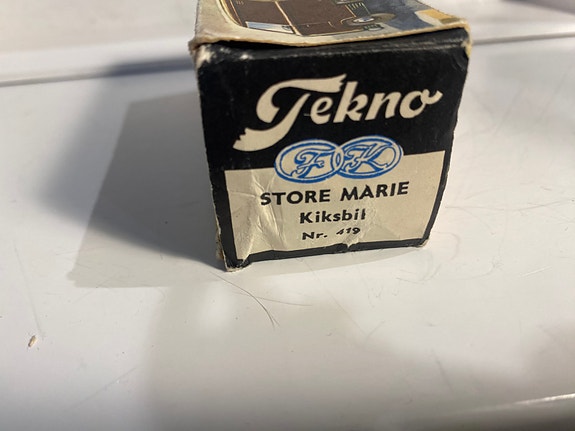 Tekno
FK
STORE MARIE
Kiksbil
Nr. 419